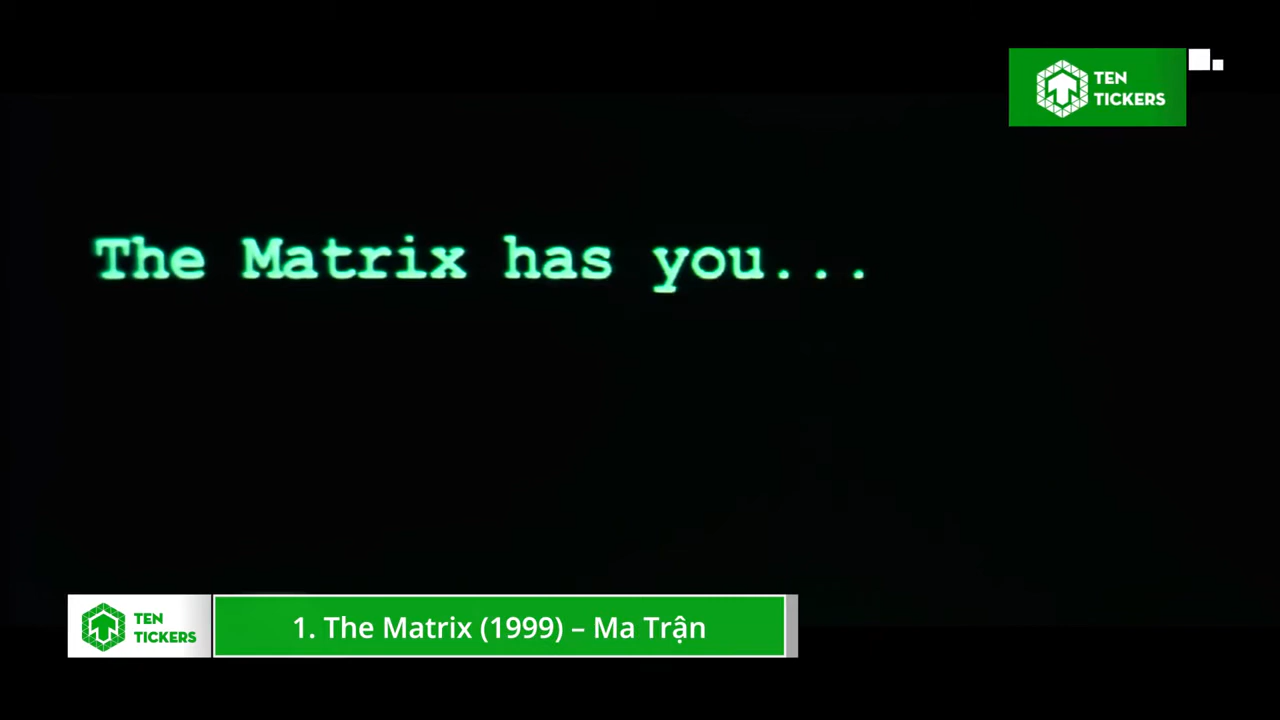 TEN
TICKERS
The Matrix has you...
TEN
TICKERS
1. The Matrix (1999) – Ma Trận